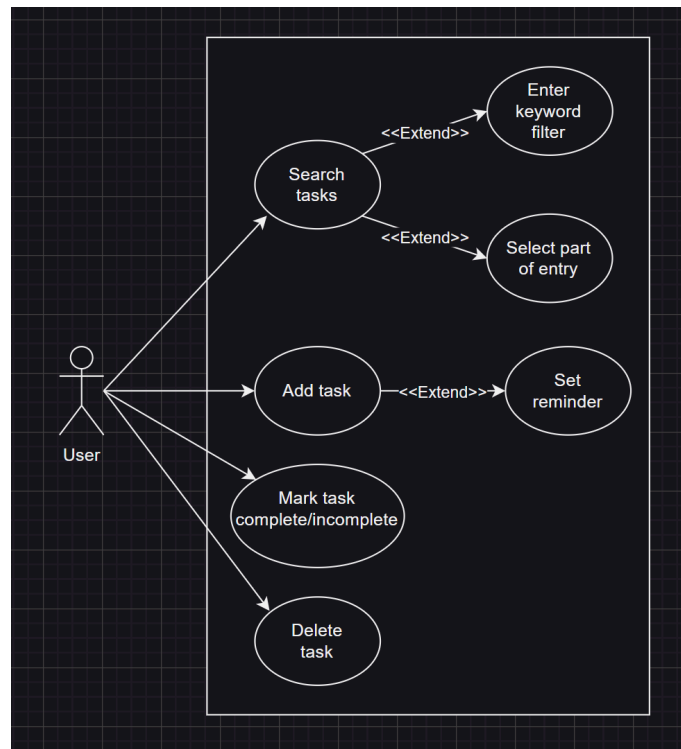 Enter
keyword
filter
<<Extend>>
Search
tasks
<<Extend>>
Select part
of entry
User
Add task
<<Extend>>
Set
reminder
Mark task
complete/incomplete
Delete
task